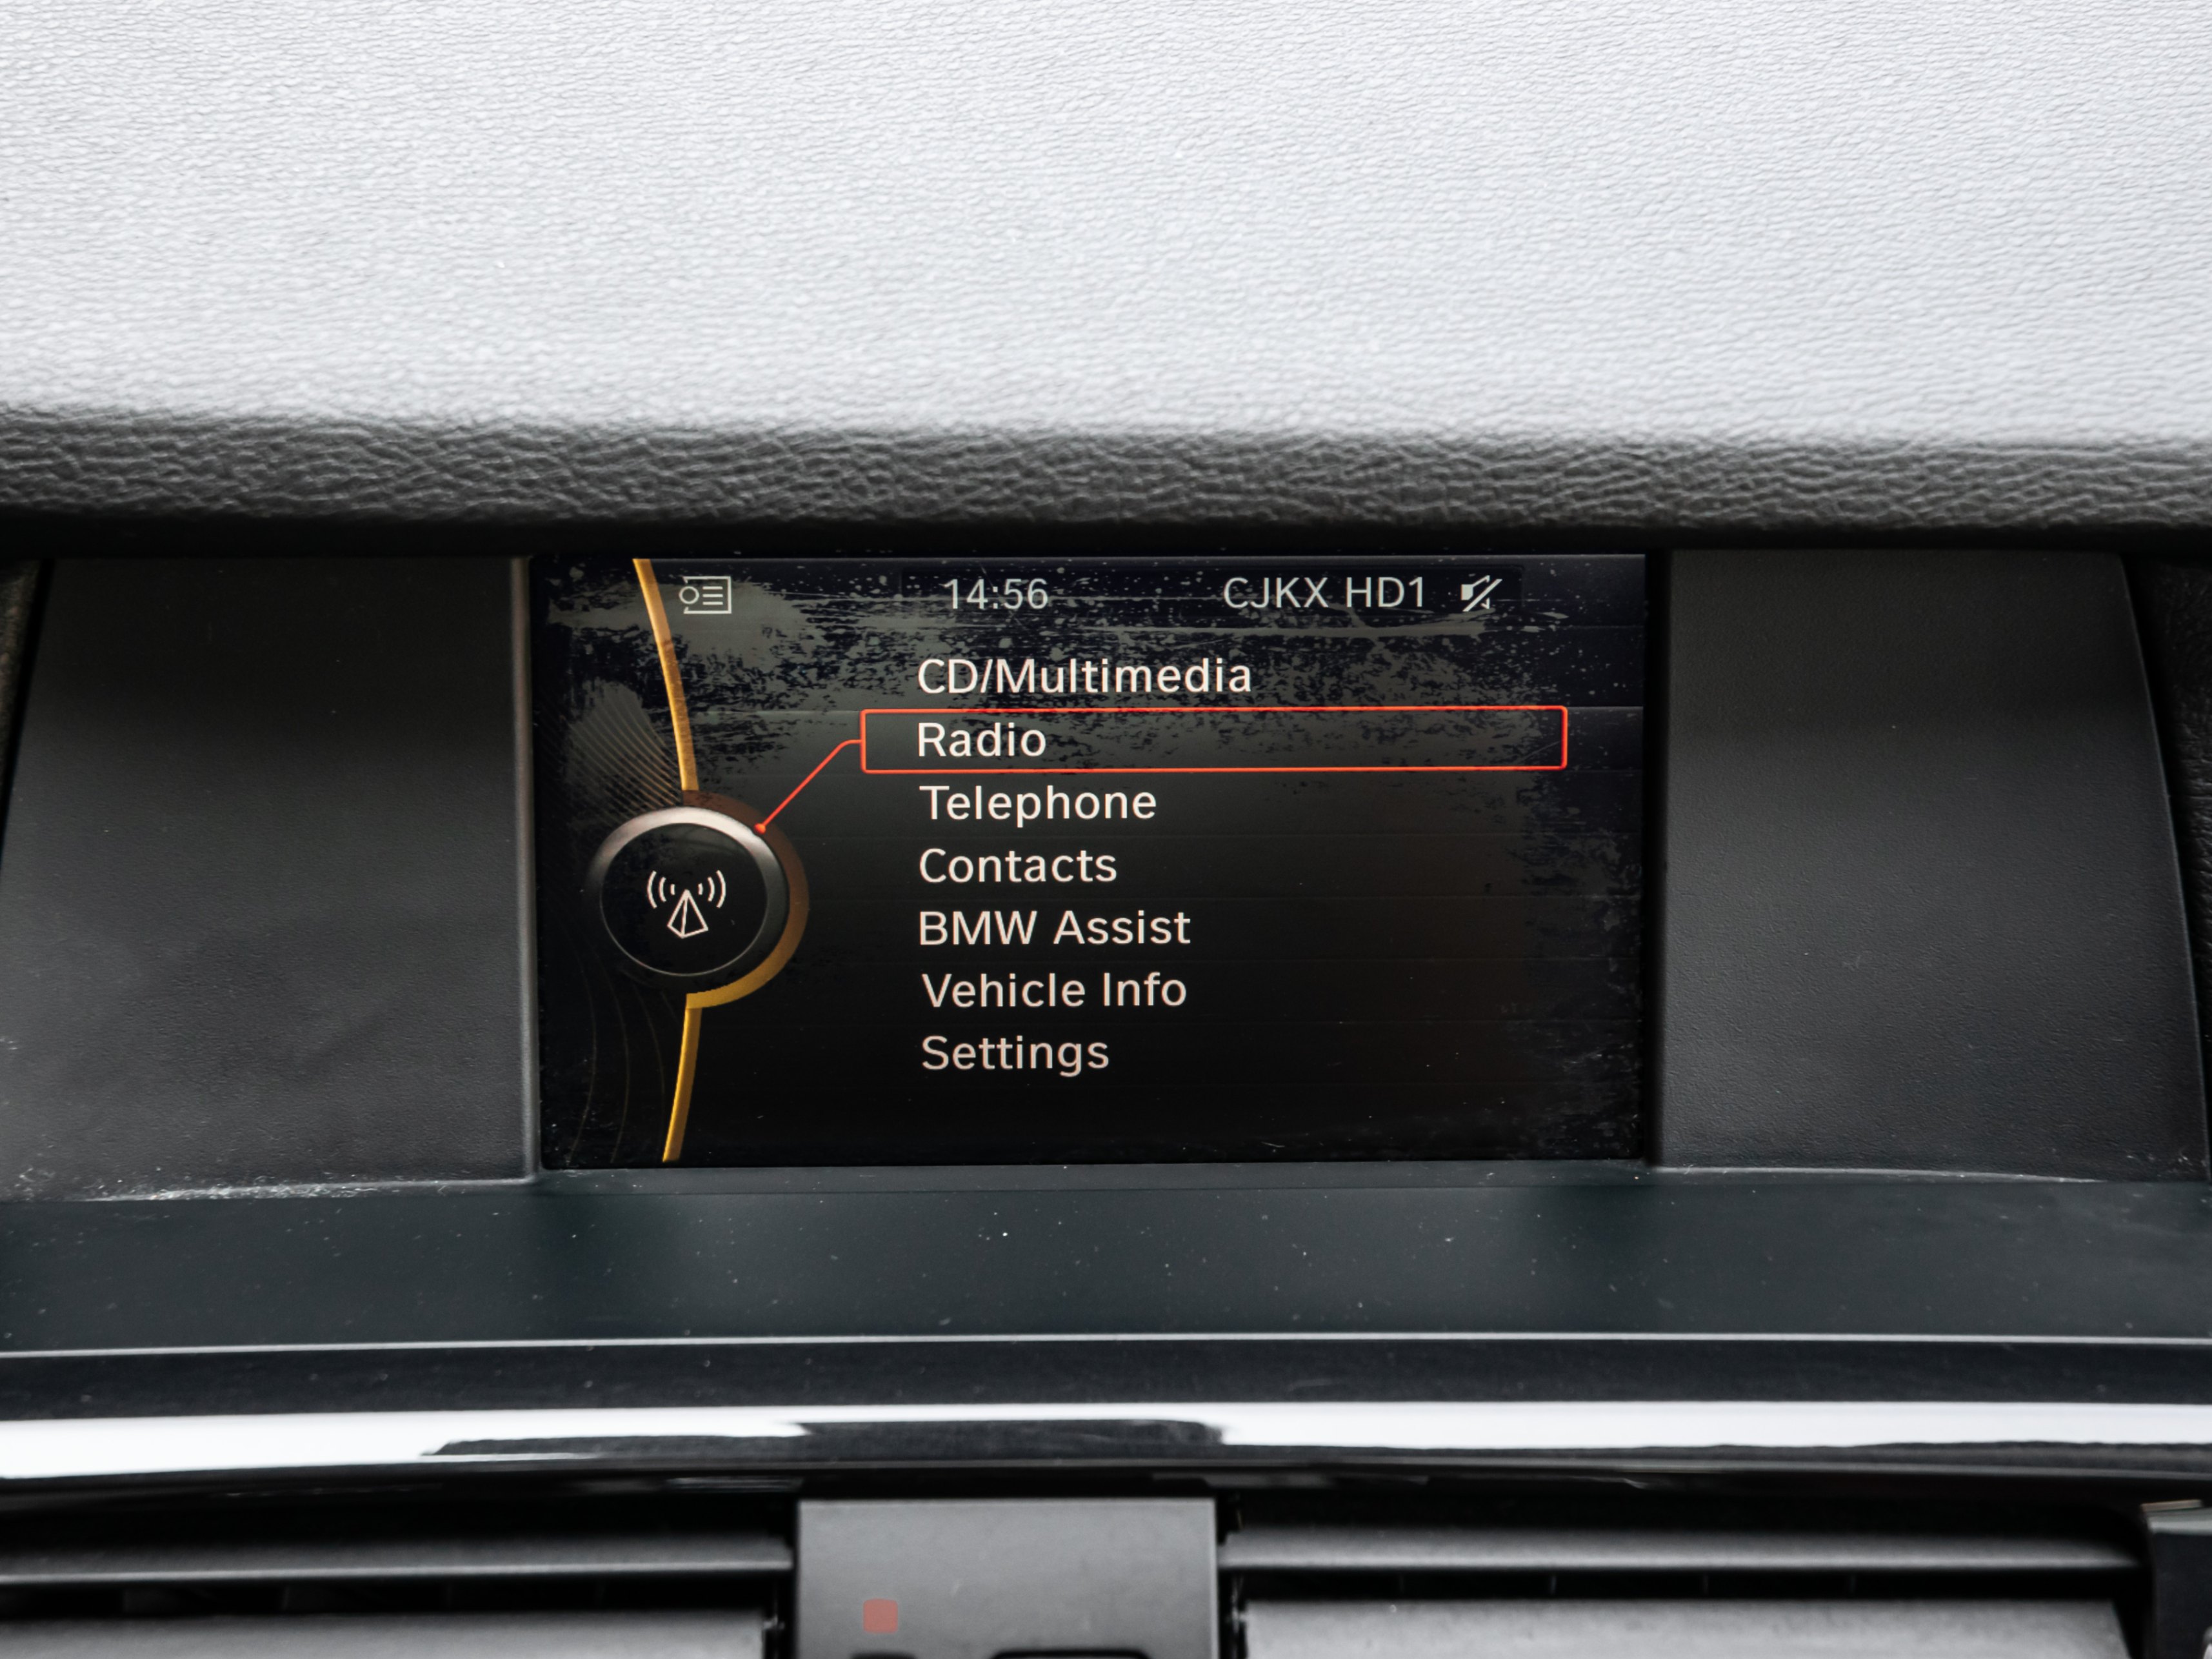 14:56 CJKX HD1
CD/Multimedia
Radio
Telephone
Contacts
BMW Assist
Vehicle Info
Settings